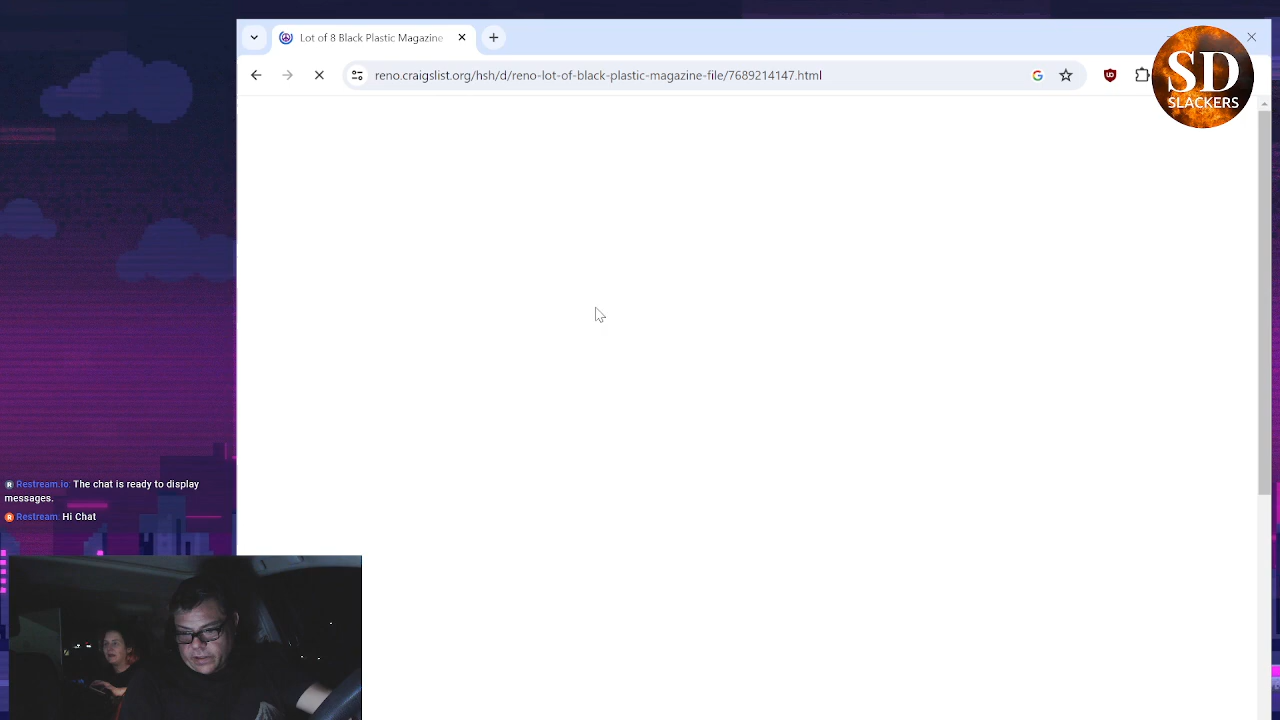 Lot of 8 Black Plastic Magazine
reno.craigslist.org/hsh/d/reno-lot-of-black-plastic-magazine-file/7689214147.html
SD
SLACKERS
Restream.io: The chat is ready to display
messages.
Restream: Hi Chat